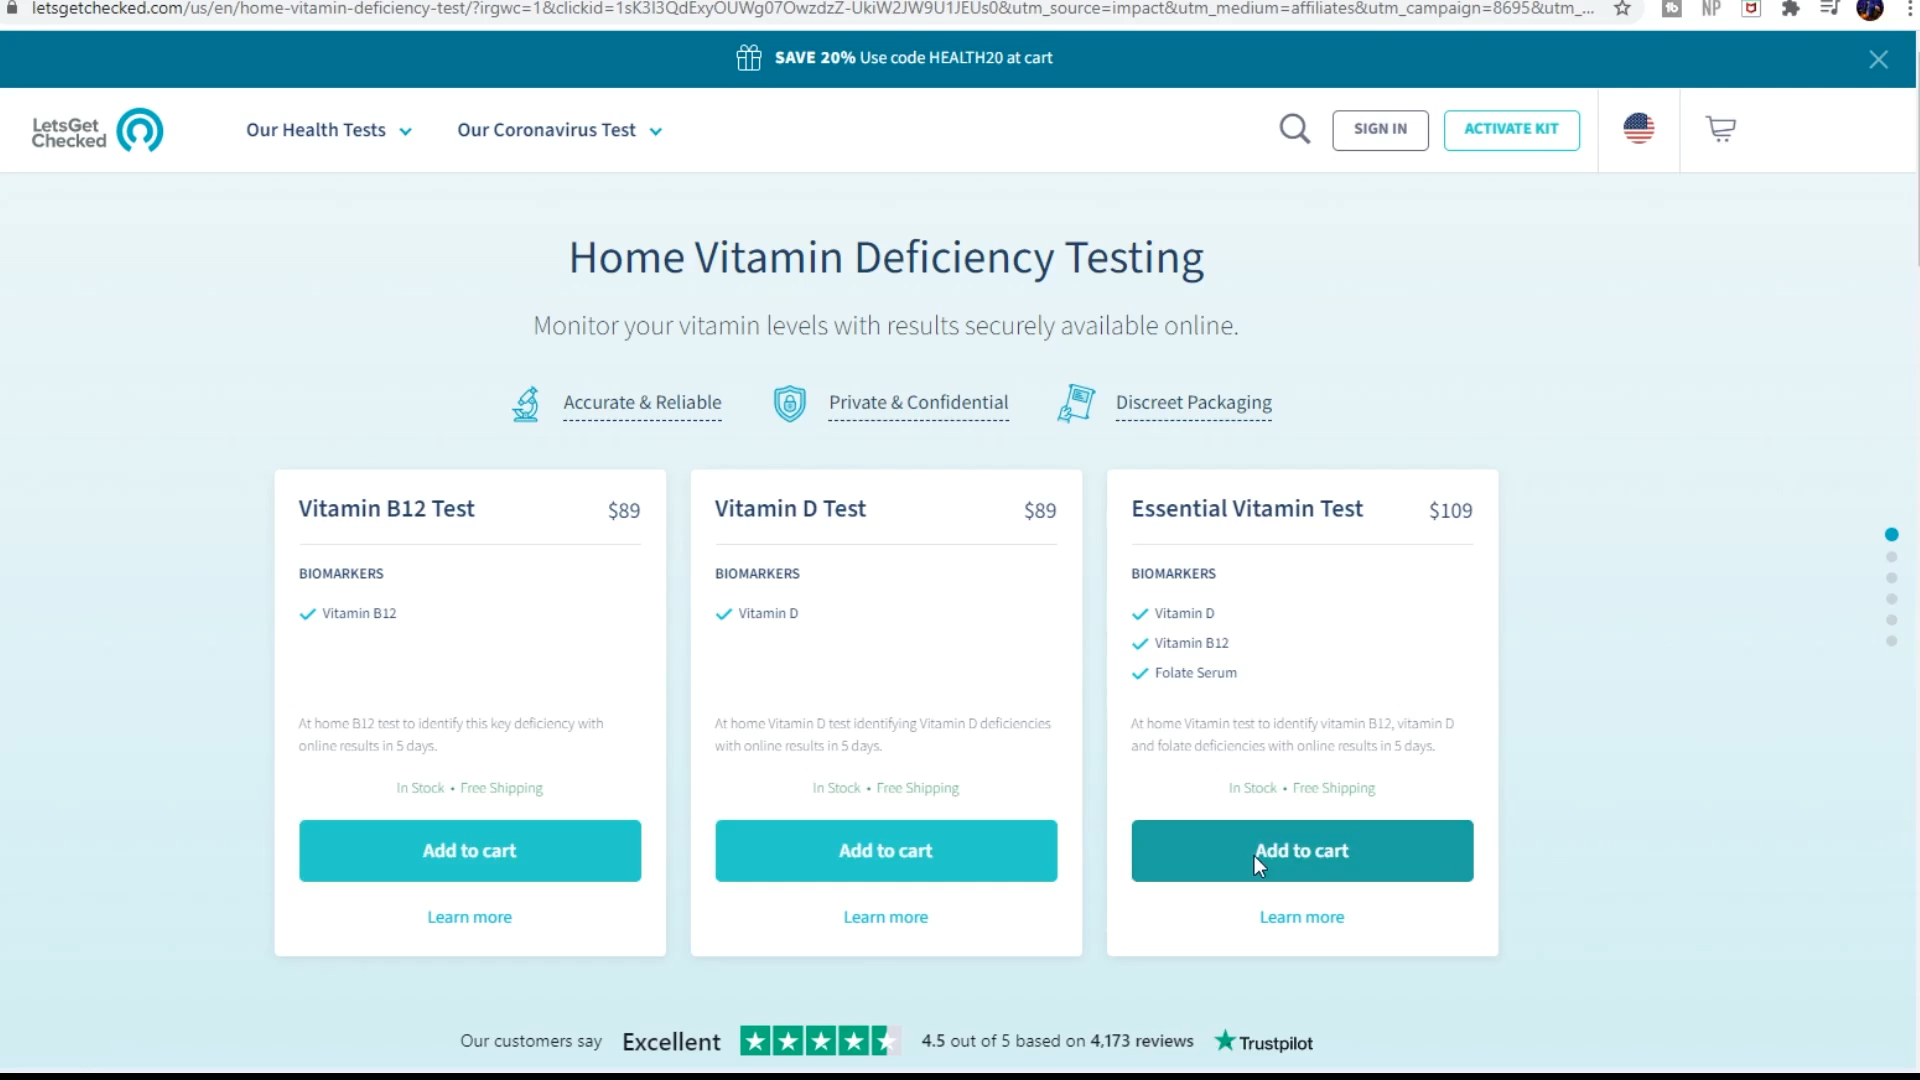 letsgetchecked.com/us/en/home-vitamin-deficiency-test/?irgwc=1&clickid=1sK3I3QdExyOUWg07OwzdzZ-UkiW2JW9U1JEUs0&utm_source=impact&utm_medium=affiliates&utm_campaign=8695&utm_...
NP
SAVE 20% Use code HEALTH20 at cart
LetsGet
Checked
Our Health Tests
Our Coronavirus Test
SIGN IN
ACTIVATE KIT
Home Vitamin Deficiency Testing
Monitor your vitamin levels with results securely available online.
Accurate & Reliable
Private & Confidential
Discreet Packaging
Vitamin B12 Test $89
BIOMARKERS
Vitamin B12
At home B12 test to identify this key deficiency with
online results in 5 days.
In Stock • Free Shipping
Add to cart
Learn more
Vitamin D Test $89
BIOMARKERS
Vitamin D
At home Vitamin D test identifying Vitamin D deficiencies
with online results in 5 days.
In Stock • Free Shipping
Add to cart
Learn more
Essential Vitamin Test $109
BIOMARKERS
Vitamin D
Vitamin B12
Folate Serum
At home Vitamin test to identify vitamin B12, vitamin D
and folate deficiencies with online results in 5 days.
In Stock • Free Shipping
Add to cart
Learn more
Our customers say Excellent 4.5 out of 5 based on 4,173 reviews Trustpilot